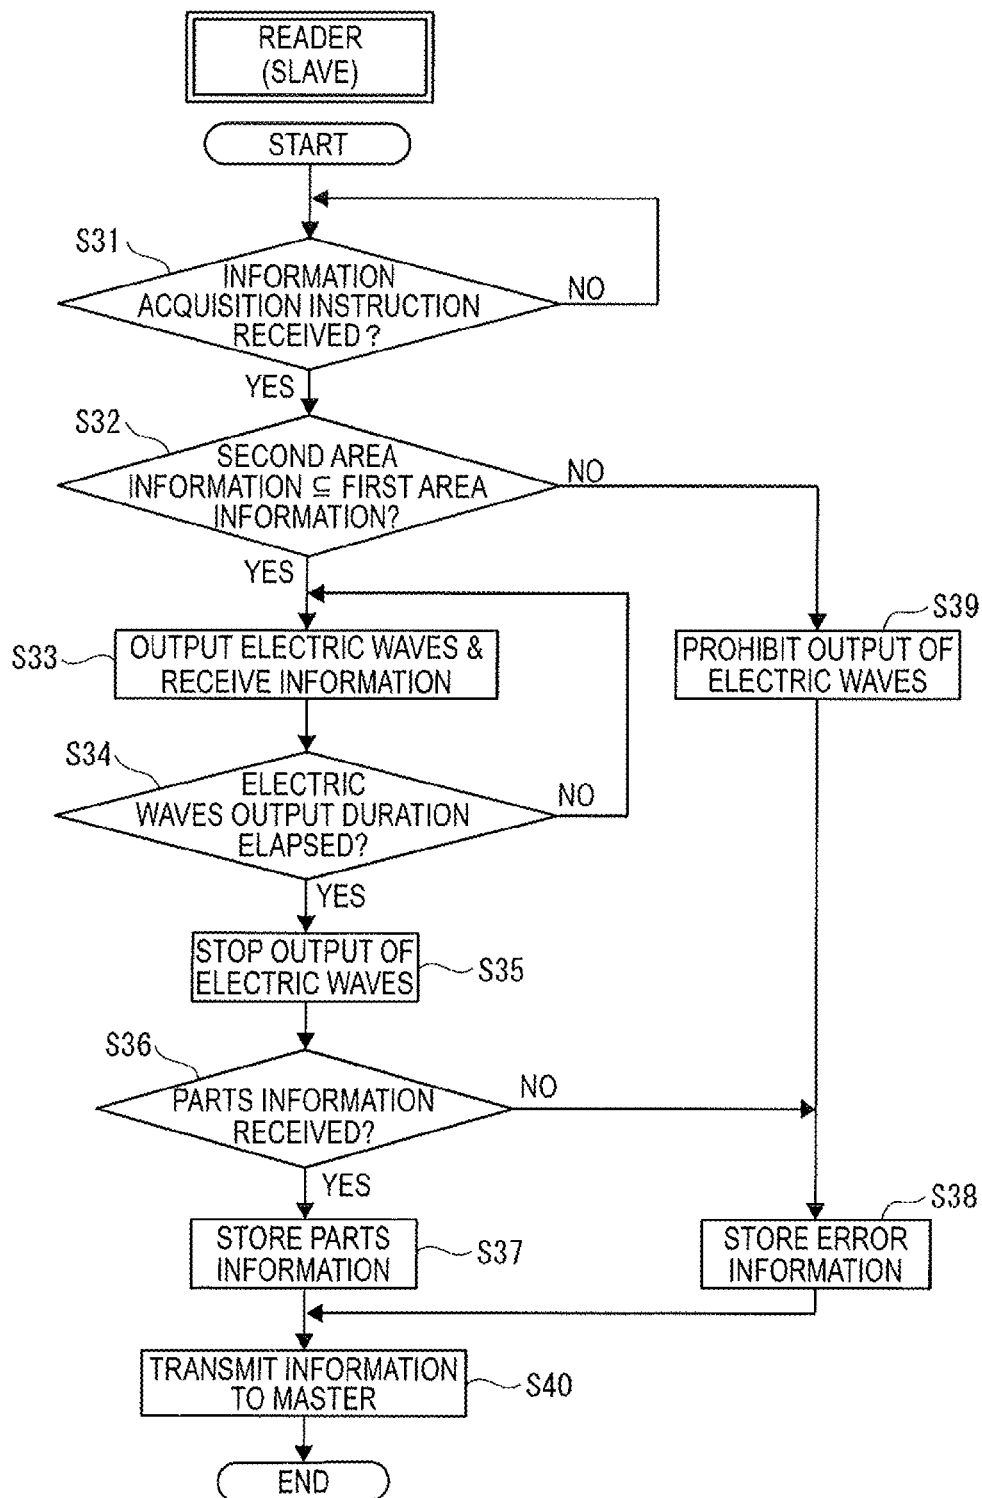 READER
(SLAVE)
START
S31
INFORMATION
ACQUISITION INSTRUCTION
RECEIVED?
NO
YES
S32
SECOND AREA
INFORMATION ⊆ FIRST AREA
INFORMATION?
NO
YES
S33
OUTPUT ELECTRIC WAVES &
RECEIVE INFORMATION
S39
PROHIBIT OUTPUT OF
ELECTRIC WAVES
S34
ELECTRIC
WAVES OUTPUT DURATION
ELAPSED?
NO
YES
STOP OUTPUT OF
ELECTRIC WAVES
S35
S36
PARTS INFORMATION
RECEIVED?
NO
YES
STORE PARTS
INFORMATION
S37
S38
STORE ERROR
INFORMATION
TRANSMIT INFORMATION
TO MASTER
S40
END